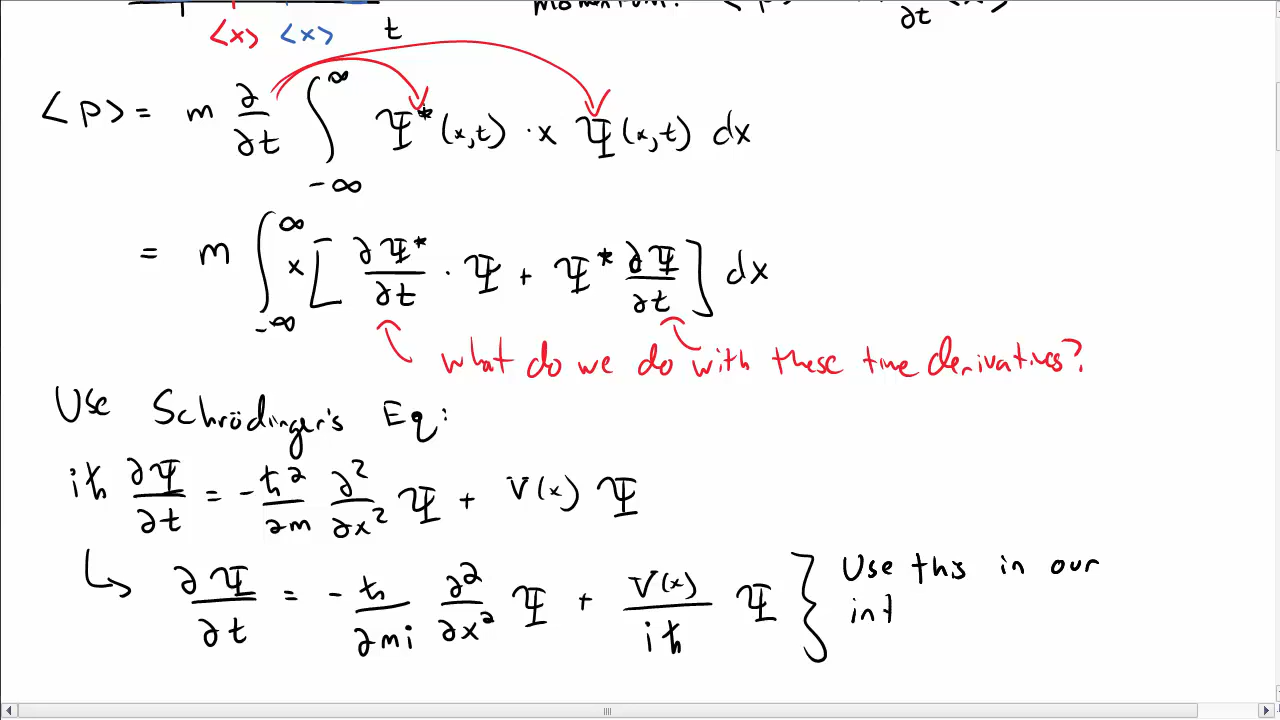 momentum: <p> ∂t <x>
<x> <x> t
<p> = m ∂/∂t ∫_{-∞}^{∞} Ψ*(x,t) · x Ψ(x,t) dx
= m ∫_{-∞}^{∞} x [ ∂Ψ*/∂t · Ψ + Ψ* ∂Ψ/∂t ] dx
what do we do with these time derivatives?
Use Schrödinger's Eq:
iħ ∂Ψ/∂t = -ħ²/2m ∂²/∂x² Ψ + V(x) Ψ
↳ ∂Ψ/∂t = -ħ/2mi ∂²/∂x² Ψ + V(x)/iħ Ψ } Use this in our
int